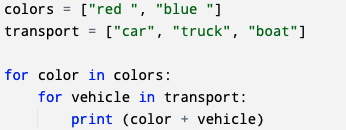 colors = ["red ", "blue "]
transport = ["car", "truck", "boat"]

for color in colors:
    for vehicle in transport:
        print (color + vehicle)